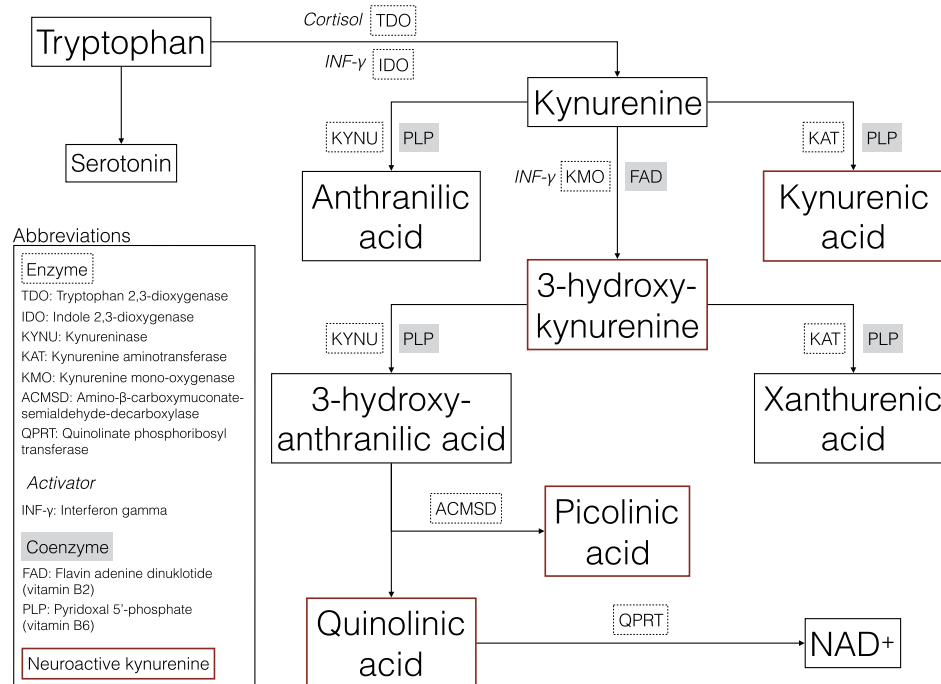 Cortisol TDO
Tryptophan
INF-γ IDO
Kynurenine
Serotonin
KYNU PLP
INF-γ KMO FAD
KAT PLP
Anthranilic
acid
Kynurenic
acid
3-hydroxy-
kynurenine
KYNU PLP
KAT PLP
3-hydroxy-
anthranilic acid
Xanthurenic
acid
ACMSD
Picolinic
acid
Quinolinic
acid
QPRT
NAD+
Abbreviations
Enzyme
TDO: Tryptophan 2,3-dioxygenase
IDO: Indole 2,3-dioxygenase
KYNU: Kynureninase
KAT: Kynurenine aminotransferase
KMO: Kynurenine mono-oxygenase
ACMSD: Amino-β-carboxymuconate-
semialdehyde-decarboxylase
QPRT: Quinolinate phosphoribosyl
transferase
Activator
INF-γ: Interferon gamma
Coenzyme
FAD: Flavin adenine dinuklotide
(vitamin B2)
PLP: Pyridoxal 5'-phosphate
(vitamin B6)
Neuroactive kynurenine